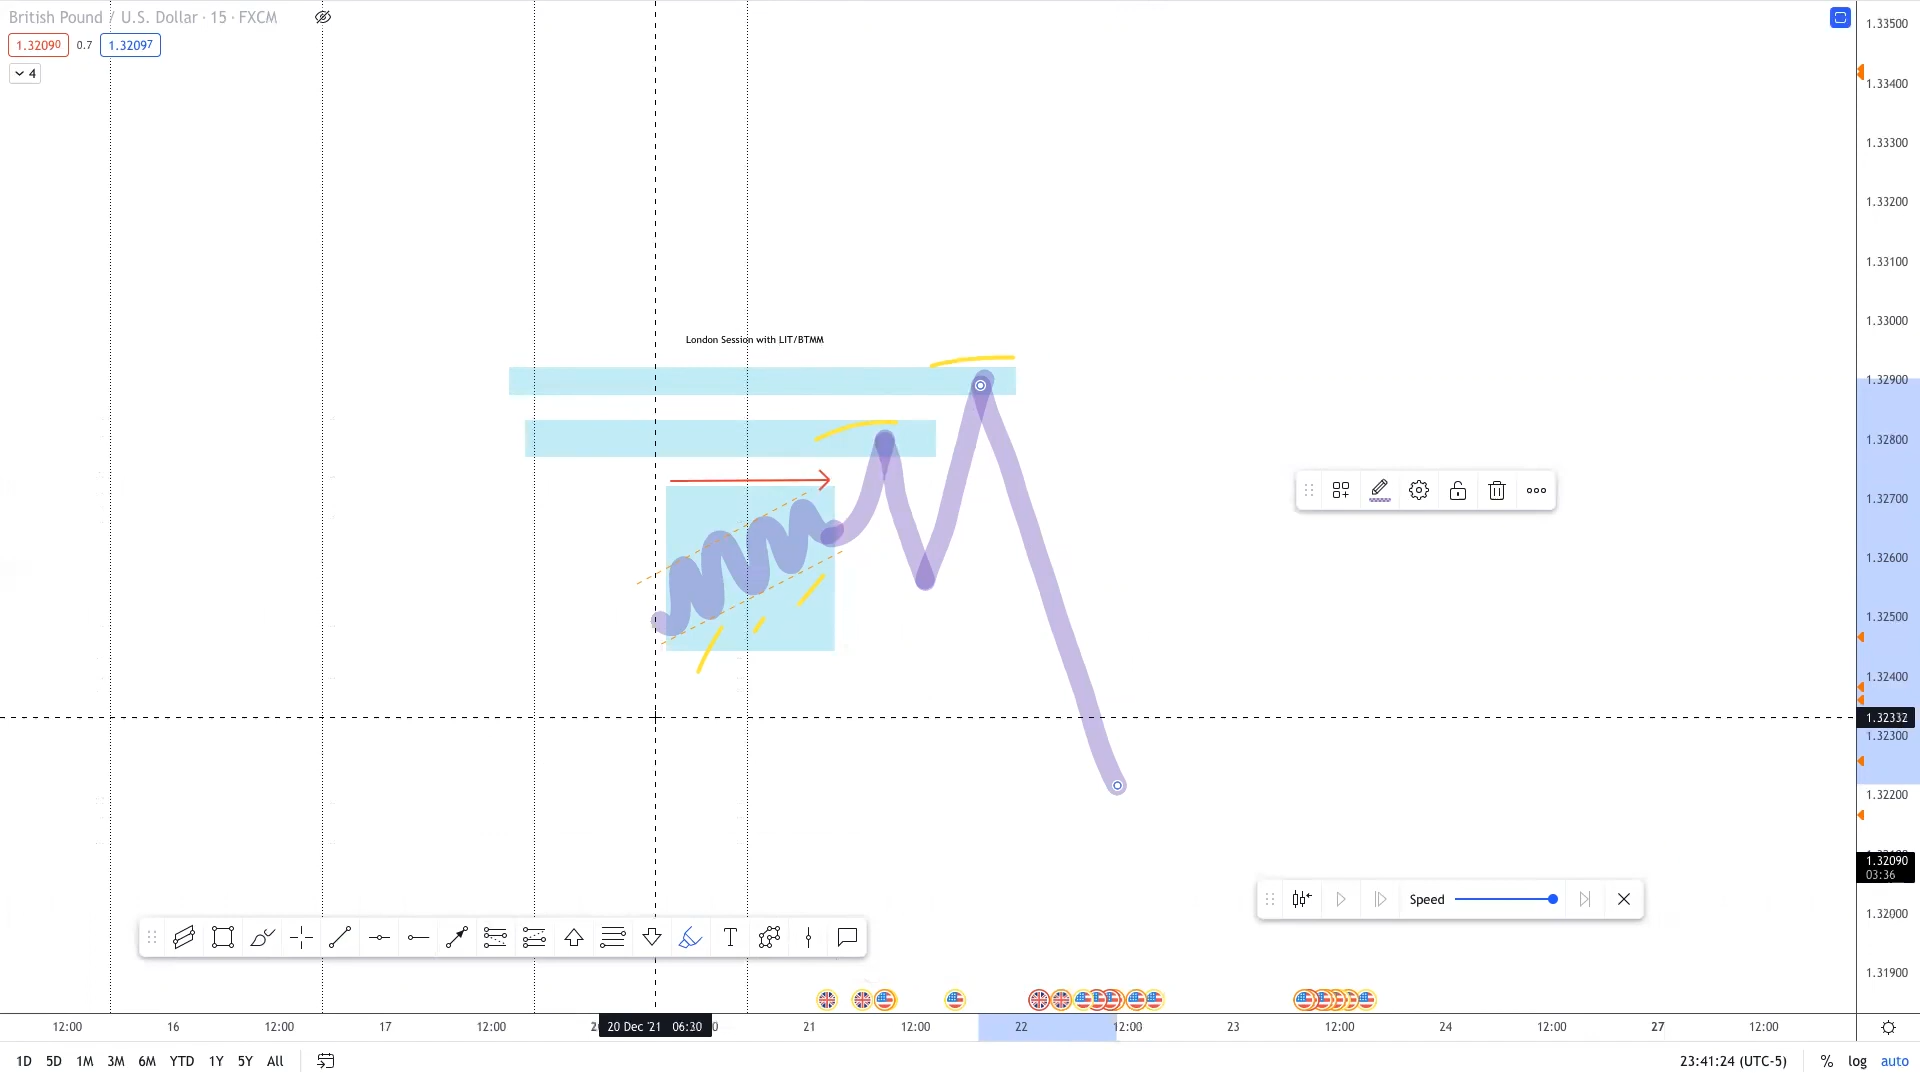 British Pound / U.S. Dollar · 15 · FXCM
1.32090 0.7 1.32097
4
London Session with LIT/BTMM
1.33500
1.33400
1.33300
1.33200
1.33100
1.33000
1.32900
1.32800
1.32700
1.32600
1.32500
1.32400
1.32332
1.32300
1.32200
1.32090
03:36
1.32000
1.31900
Speed
T
12:00 16 12:00 17 12:00 20 Dec '21 06:30 21 12:00 22 12:00 23 12:00 24 12:00 27 12:00
1D 5D 1M 3M 6M YTD 1Y 5Y All 23:41:24 (UTC-5) % log auto